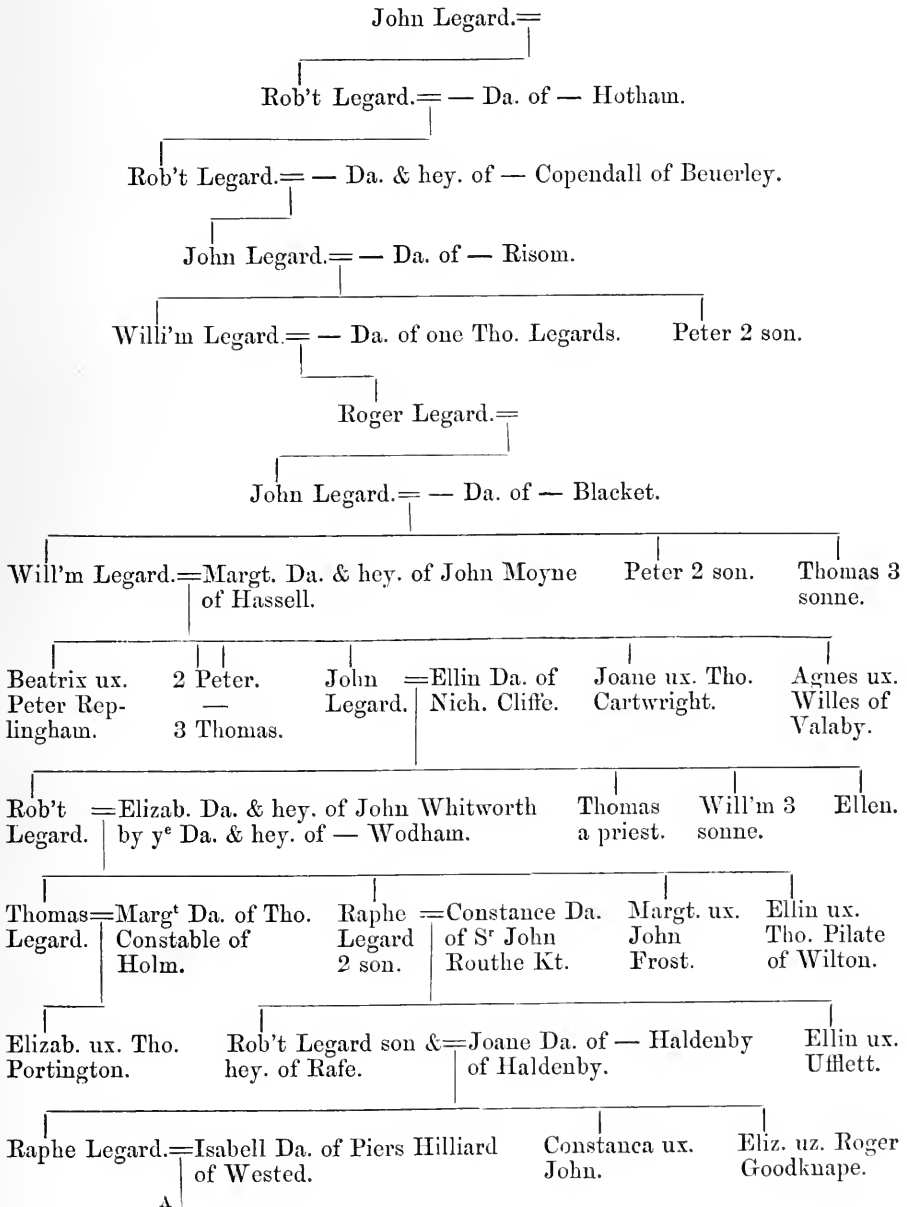 John Legard.=
Rob't Legard.= — Da. of — Hotham.
Rob't Legard.= — Da. & hey. of — Copendall of Beuerley.
John Legard.= — Da. of — Risom.
Willi'm Legard.= — Da. of one Tho. Legards. Peter 2 son.
Roger Legard.=
John Legard.= — Da. of — Blacket.
Will'm Legard.=Margt. Da. & hey. of John Moyne Peter 2 son. Thomas 3
of Hassell. sonne.
Beatrix ux. 2 Peter. John =Ellin Da. of Joane ux. Tho. Agnes ux.
Peter Rep- — Legard. Nich. Cliffe. Cartwright. Willes of
lingham. 3 Thomas. Valaby.
Rob't =Elizab. Da. & hey. of John Whitworth Thomas Will'm 3 Ellen.
Legard. by yᵉ Da. & hey. of — Wodham. a priest. sonne.
Thomas=Margᵗ Da. of Tho. Raphe =Constance Da. Margt. ux. Ellin ux.
Legard. Constable of Legard of Sʳ John John Tho. Pilate
Holm. 2 son. Routhe Kt. Frost. of Wilton.
Elizab. ux. Tho. Rob't Legard son &=Joane Da. of — Haldenby Ellin ux.
Portington. hey. of Rafe. of Haldenby. Ufflett.
Raphe Legard.=Isabell Da. of Piers Hilliard Constanca ux. Eliz. uz. Roger
of Wested. John. Goodknape.
A